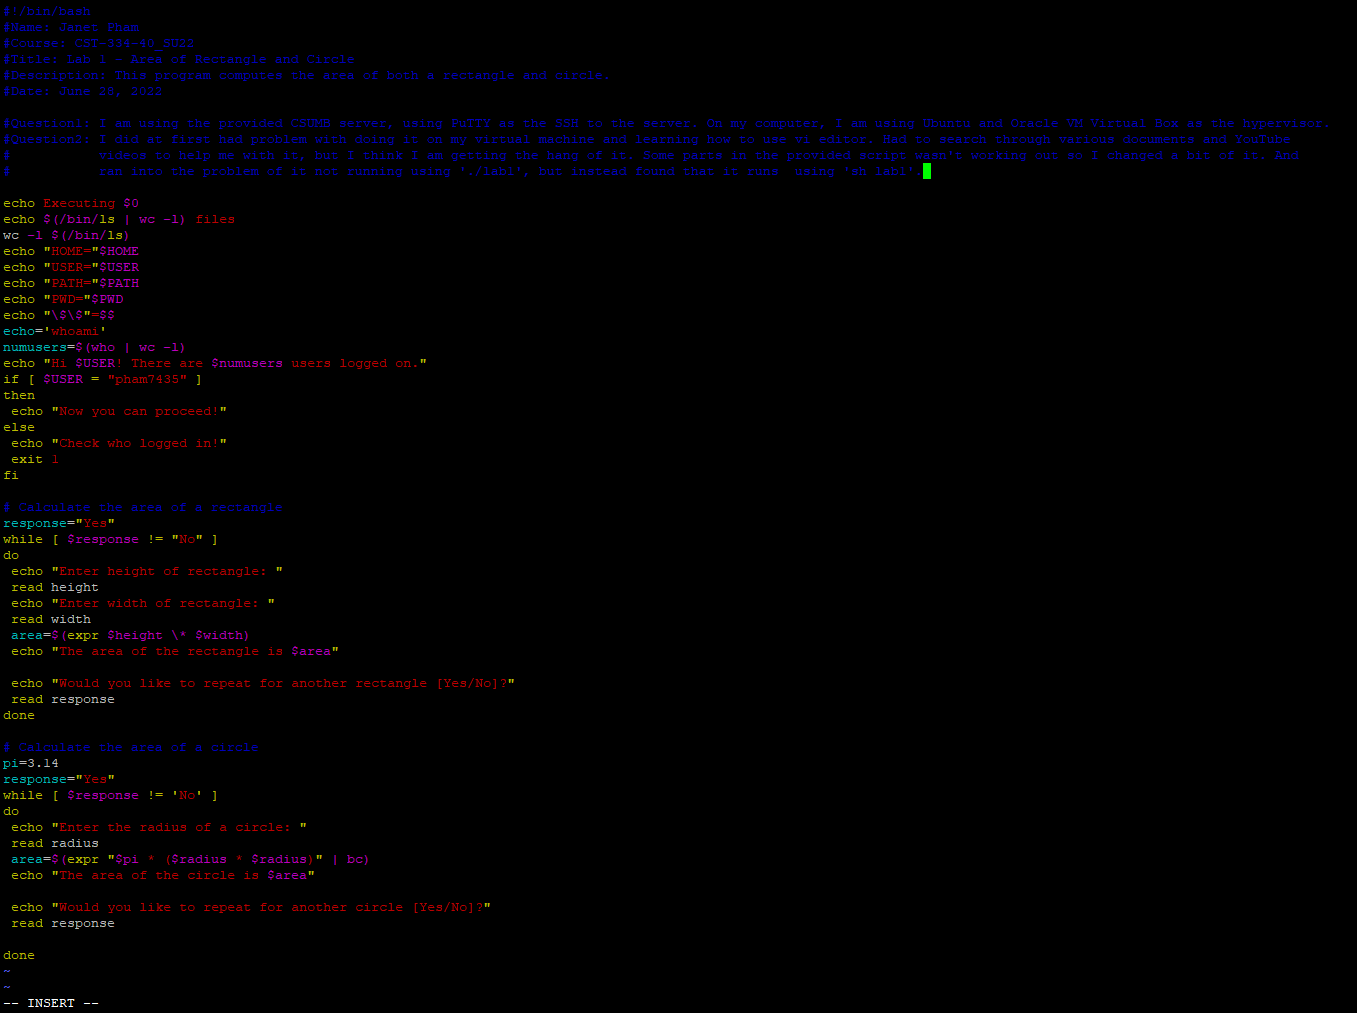 #!/bin/bash
#Name: Janet Pham
#Course: CST-334-40_SU22
#Title: Lab 1 - Area of Rectangle and Circle
#Description: This program computes the area of both a rectangle and circle.
#Date: June 28, 2022
#Question1: I am using the provided CSUMB server, using PuTTY as the SSH to the server. On my computer, I am using Ubuntu and Oracle VM Virtual Box as the hypervisor.
#Question2: I did at first had problem with doing it on my virtual machine and learning how to use vi editor. Had to search through various documents and YouTube
#           videos to help me with it, but I think I am getting the hang of it. Some parts in the provided script wasn't working out so I changed a bit of it. And
#           ran into the problem of it not running using './lab1', but instead found that it runs  using 'sh lab1'.
echo Executing $0
echo $(/bin/ls | wc -l) files
wc -l $(/bin/ls)
echo "HOME="$HOME
echo "USER="$USER
echo "PATH="$PATH
echo "PWD="$PWD
echo "\$\$"=$$
echo='whoami'
numusers=$(who | wc -l)
echo "Hi $USER! There are $numusers users logged on."
if [ $USER = "pham7435" ]
then
 echo "Now you can proceed!"
else
 echo "Check who logged in!"
 exit 1
fi
# Calculate the area of a rectangle
response="Yes"
while [ $response != "No" ]
do
 echo "Enter height of rectangle: "
 read height
 echo "Enter width of rectangle: "
 read width
 area=$(expr $height \* $width)
 echo "The area of the rectangle is $area"
 echo "Would you like to repeat for another rectangle [Yes/No]?"
 read response
done
# Calculate the area of a circle
pi=3.14
response="Yes"
while [ $response != 'No' ]
do
 echo "Enter the radius of a circle: "
 read radius
 area=$(expr "$pi * ($radius * $radius)" | bc)
 echo "The area of the circle is $area"
 echo "Would you like to repeat for another circle [Yes/No]?"
 read response
done
~
~
-- INSERT --